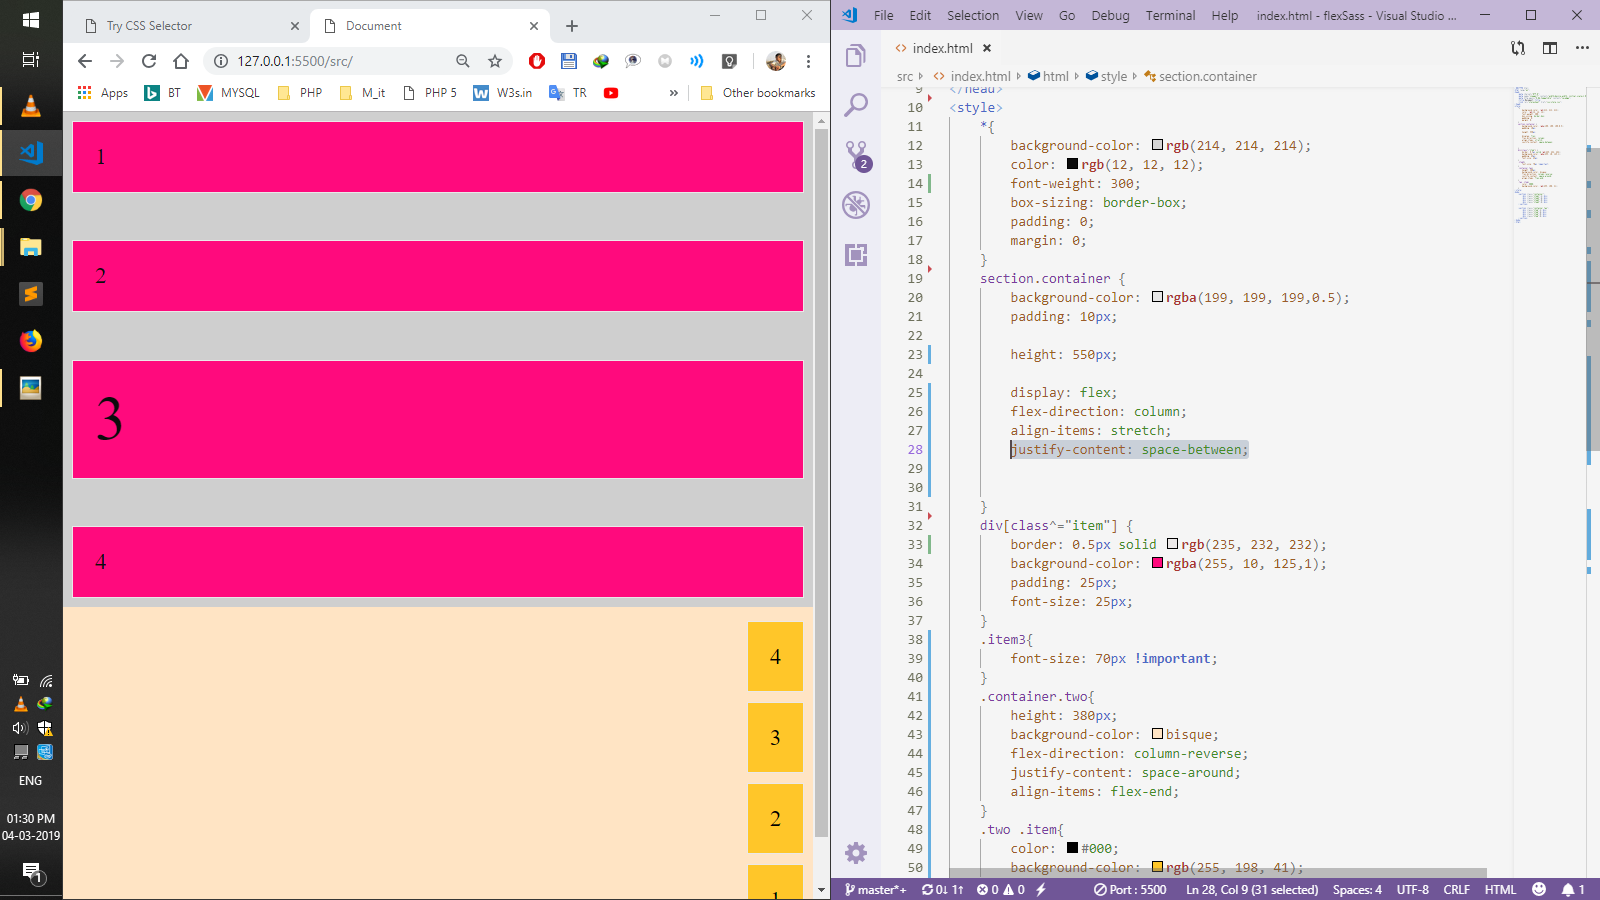 Try CSS Selector
Document
127.0.0.1:5500/src/
Apps
BT
MYSQL
PHP
M_it
PHP 5
W3s.in
TR
»
Other bookmarks
1
2
3
4
4
3
2
1
ENG
01:30 PM
04-03-2019
1
File Edit Selection View Go Debug Terminal Help index.html - flexSass - Visual Studio ...
index.html
src index.html html style section.container
2
9 </head>
10 <style>
11 *{
12 background-color: rgb(214, 214, 214);
13 color: rgb(12, 12, 12);
14 font-weight: 300;
15 box-sizing: border-box;
16 padding: 0;
17 margin: 0;
18 }
19 section.container {
20 background-color: rgba(199, 199, 199,0.5);
21 padding: 10px;
22
23 height: 550px;
24
25 display: flex;
26 flex-direction: column;
27 align-items: stretch;
28 justify-content: space-between;
29
30
31 }
32 div[class^="item"] {
33 border: 0.5px solid rgb(235, 232, 232);
34 background-color: rgba(255, 10, 125,1);
35 padding: 25px;
36 font-size: 25px;
37 }
38 .item3{
39 font-size: 70px !important;
40 }
41 .container.two{
42 height: 380px;
43 background-color: bisque;
44 flex-direction: column-reverse;
45 justify-content: space-around;
46 align-items: flex-end;
47 }
48 .two .item{
49 color: #000;
50 background-color: rgb(255, 198, 41);
master*+ 0↓ 1↑ 0 0 Port : 5500 Ln 28, Col 9 (31 selected) Spaces: 4 UTF-8 CRLF HTML 1